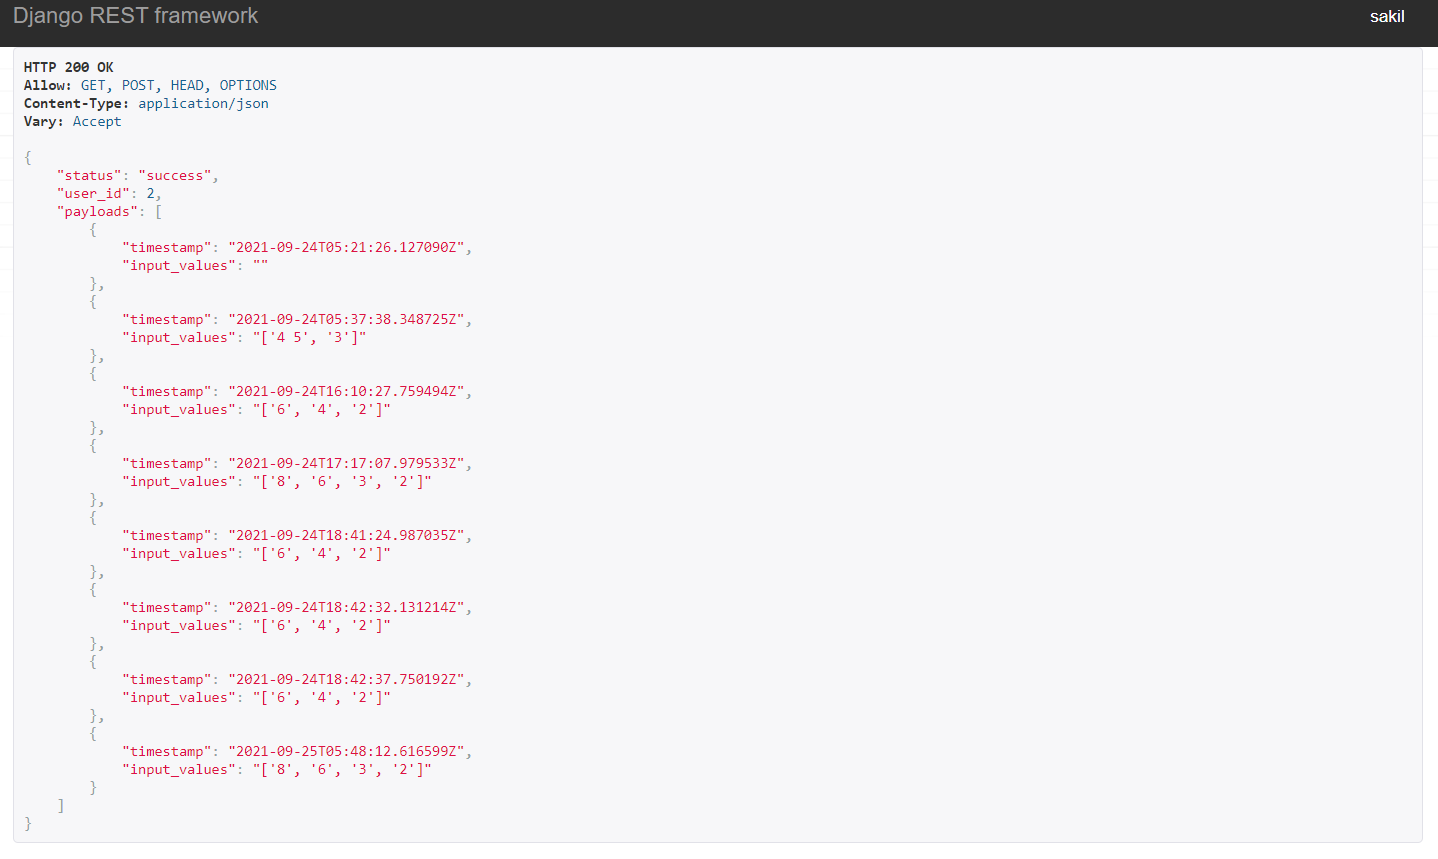 Django REST framework
sakil
HTTP 200 OK
Allow: GET, POST, HEAD, OPTIONS
Content-Type: application/json
Vary: Accept
{
"status": "success",
"user_id": 2,
"payloads": [
{
"timestamp": "2021-09-24T05:21:26.127090Z",
"input_values": ""
},
{
"timestamp": "2021-09-24T05:37:38.348725Z",
"input_values": "['4 5', '3']"
},
{
"timestamp": "2021-09-24T16:10:27.759494Z",
"input_values": "['6', '4', '2']"
},
{
"timestamp": "2021-09-24T17:17:07.979533Z",
"input_values": "['8', '6', '3', '2']"
},
{
"timestamp": "2021-09-24T18:41:24.987035Z",
"input_values": "['6', '4', '2']"
},
{
"timestamp": "2021-09-24T18:42:32.131214Z",
"input_values": "['6', '4', '2']"
},
{
"timestamp": "2021-09-24T18:42:37.750192Z",
"input_values": "['6', '4', '2']"
},
{
"timestamp": "2021-09-25T05:48:12.616599Z",
"input_values": "['8', '6', '3', '2']"
}
]
}